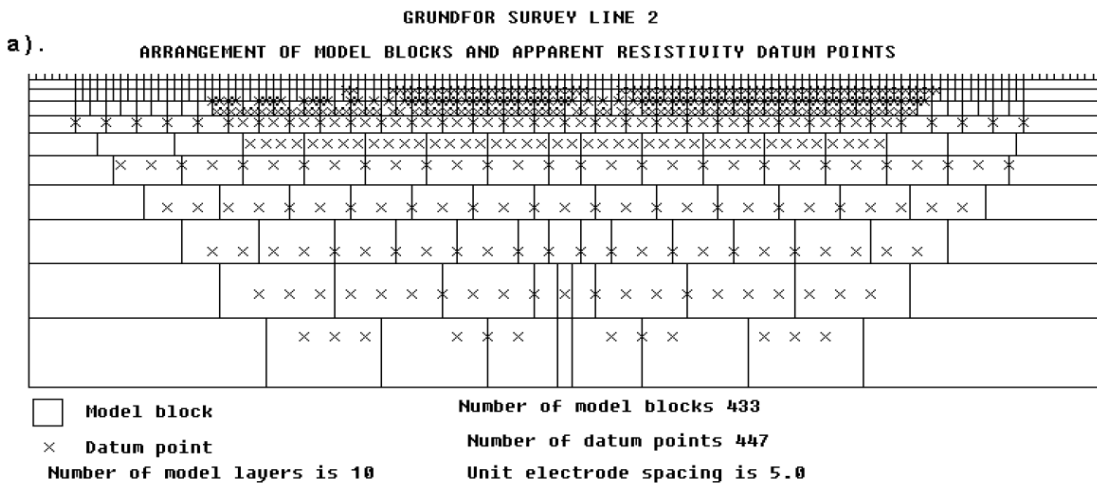 GRUNDFOR SURVEY LINE 2
a).
ARRANGEMENT OF MODEL BLOCKS AND APPARENT RESISTIVITY DATUM POINTS
Model block
Number of model blocks 433
Datum point
Number of datum points 447
Number of model layers is 10
Unit electrode spacing is 5.0